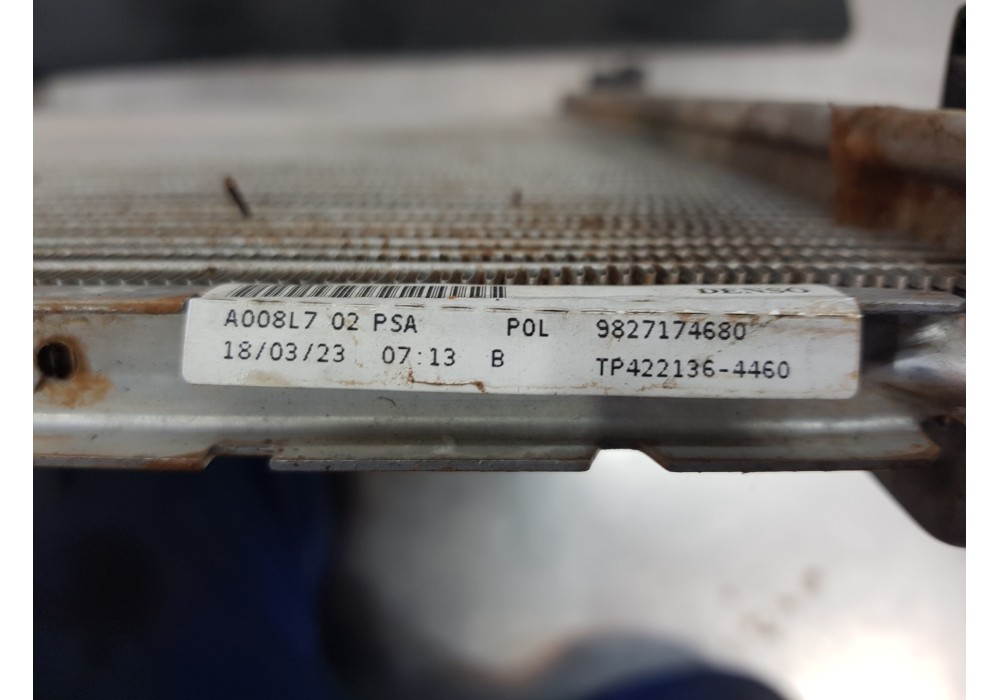 DENSO
A008L7 02 PSA POL 9827174680
18/03/23 07:13 B TP422136-4460